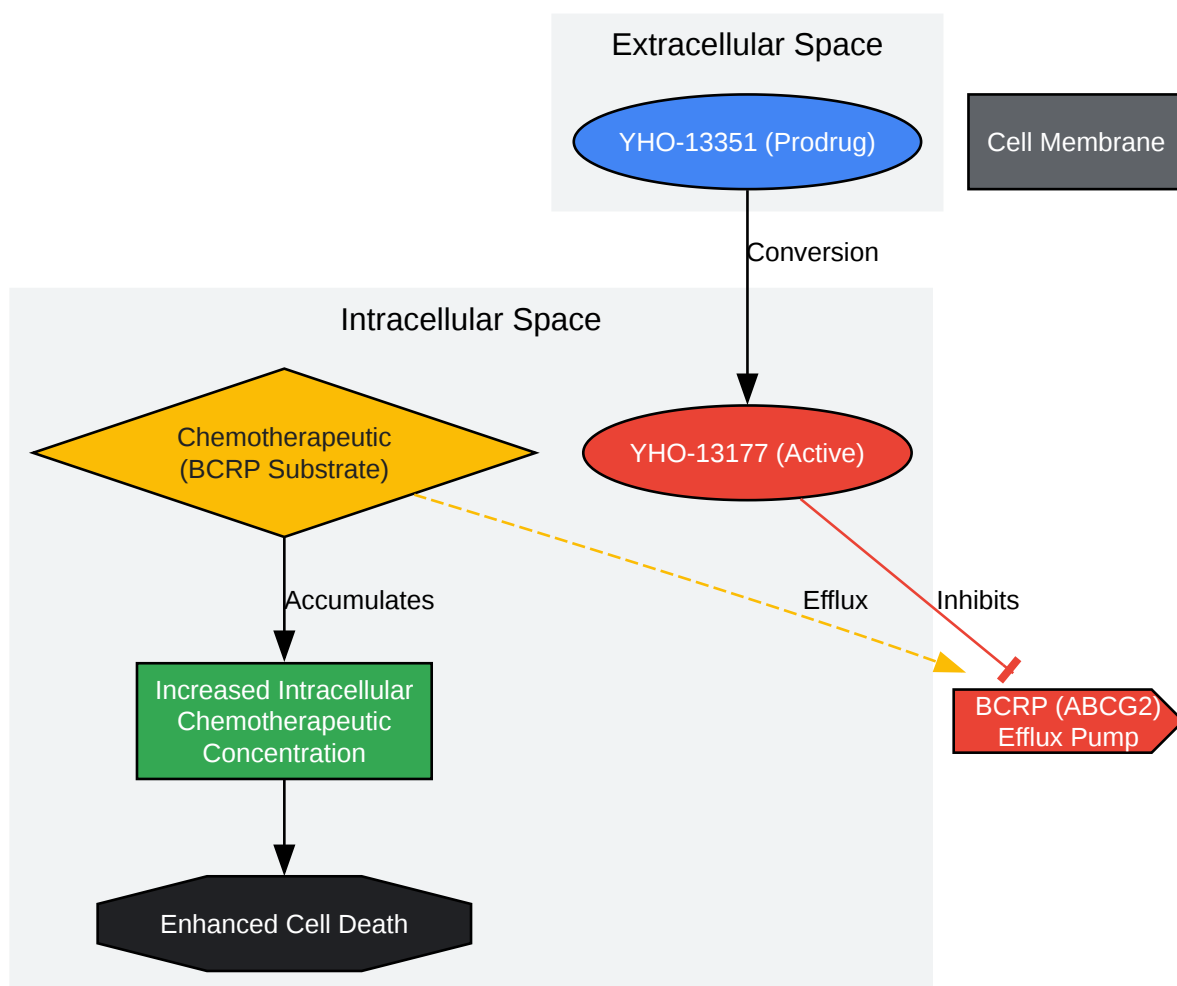 Extracellular Space
YHO-13351 (Prodrug)
Cell Membrane
Conversion
Intracellular Space
Chemotherapeutic
(BCRP Substrate)
YHO-13177 (Active)
Accumulates
Efflux
Inhibits
Increased Intracellular
Chemotherapeutic
Concentration
BCRP (ABCG2)
Efflux Pump
Enhanced Cell Death